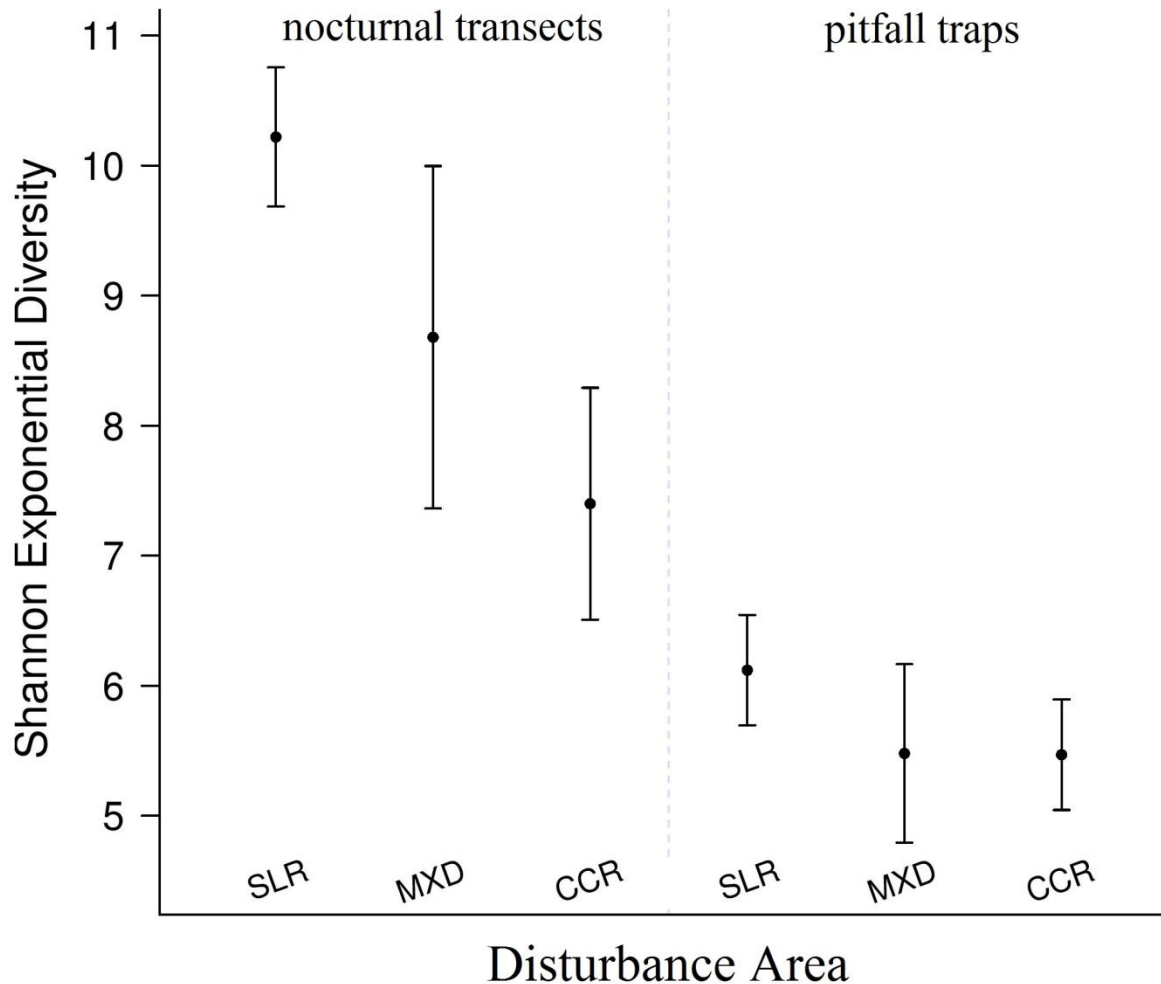 nocturnal transects
pitfall traps
Shannon Exponential Diversity
11
10
9
8
7
6
5
SLR
MXD
CCR
SLR
MXD
CCR
Disturbance Area